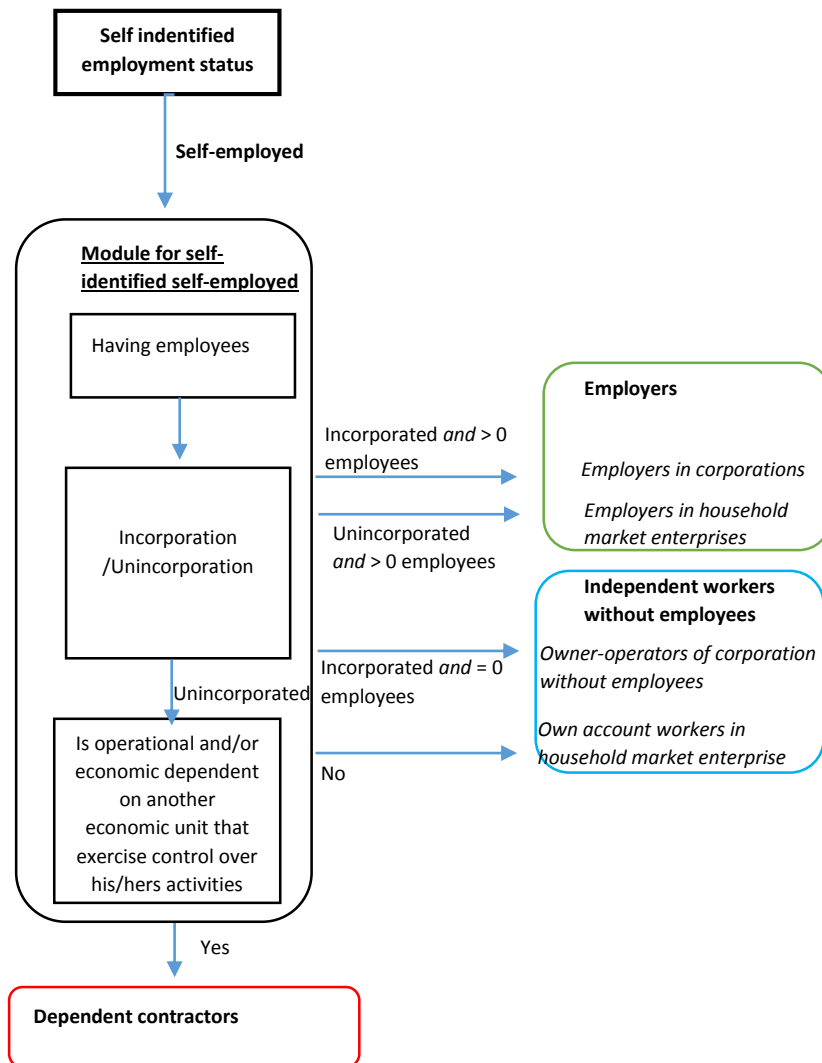 Self indentified
employment status
Self-employed
Module for self-
identified self-employed
Having employees
Incorporation
/Unincorporation
Incorporated and > 0
employees
Unincorporated
and > 0 employees
Incorporated and = 0
employees
Unincorporated
Is operational and/or
economic dependent
on another
economic unit that
exercise control over
his/hers activities
No
Yes
Employers
Employers in corporations
Employers in household
market enterprises
Independent workers
without employees
Owner-operators of corporation
without employees
Own account workers in
household market enterprise
Dependent contractors